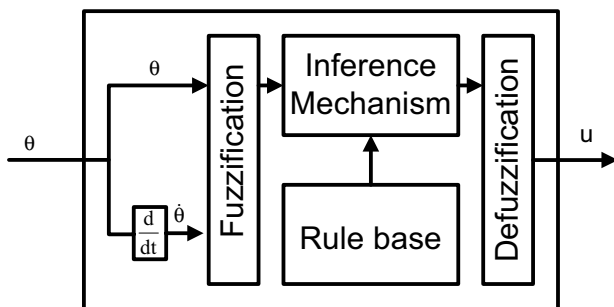 θ
θ
d
dt
θ̇
Fuzzification
Inference
Mechanism
Rule base
Defuzzification
u